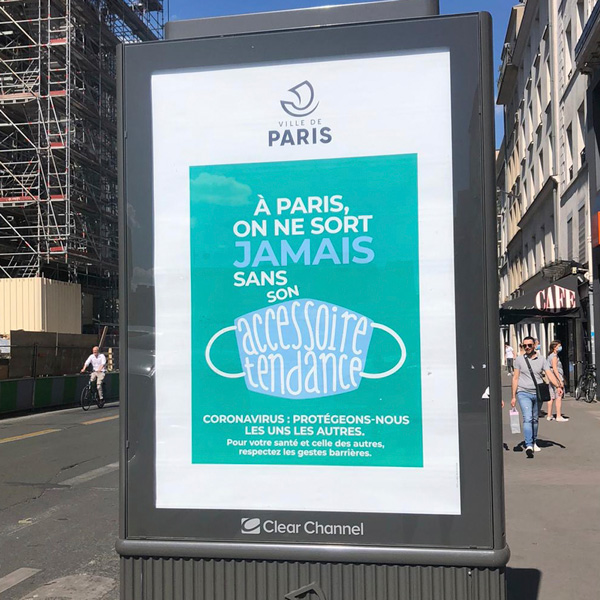 VILLE DE
PARIS
À PARIS,
ON NE SORT
JAMAIS
SANS
SON
accessoire
tendance
CORONAVIRUS : PROTÉGEONS-NOUS
LES UNS LES AUTRES.
Pour votre santé et celle des autres,
respectez les gestes barrières.
Clear Channel
CAFE